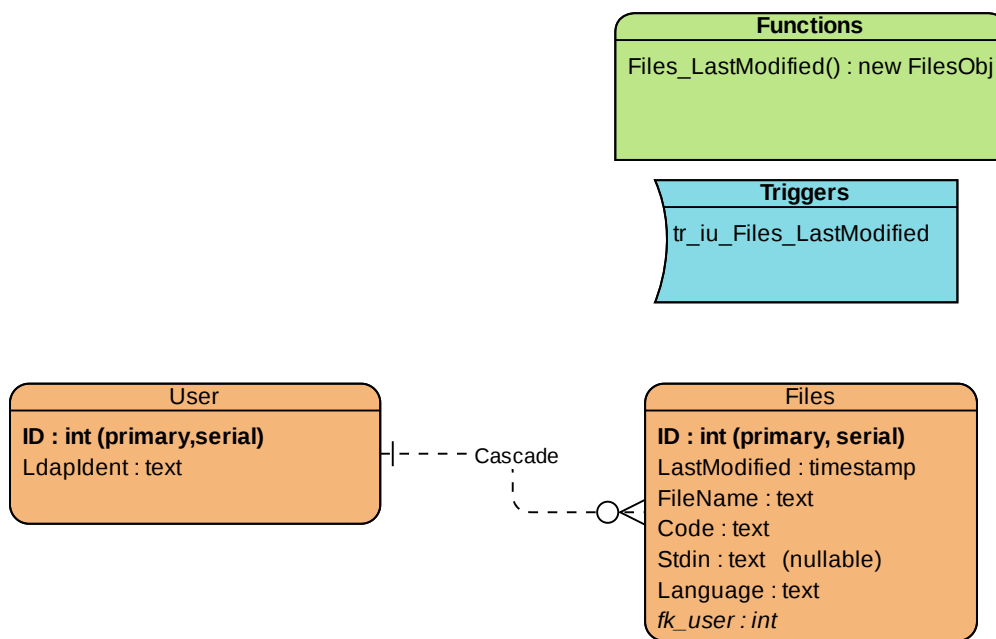 Functions
Files_LastModified() : new FilesObj
Triggers
tr_iu_Files_LastModified
User
ID : int (primary,serial)
LdapIdent : text
Cascade
Files
ID : int (primary, serial)
LastModified : timestamp
FileName : text
Code : text
Stdin : text (nullable)
Language : text
fk_user : int